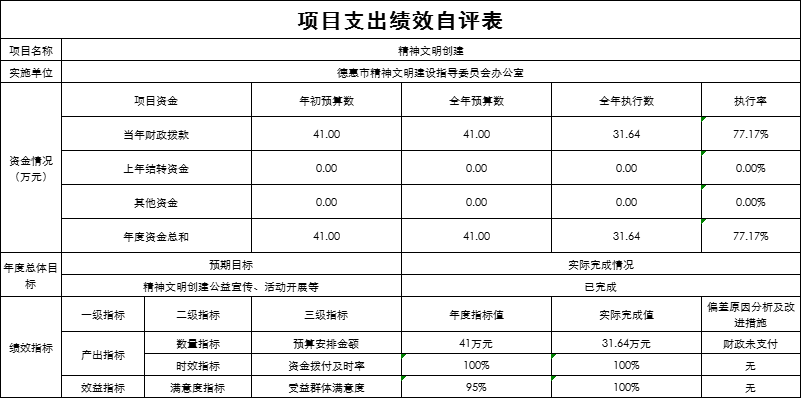 项目支出绩效自评表
项目名称 精神文明创建
实施单位 德惠市精神文明建设指导委员会办公室
资金情况（万元） 项目资金 年初预算数 全年预算数 全年执行数 执行率
当年财政拨款 41.00 41.00 31.64 77.17%
上年结转资金 0.00 0.00 0.00 0.00%
其他资金 0.00 0.00 0.00 0.00%
年度资金总和 41.00 41.00 31.64 77.17%
年度总体目标 预期目标 实际完成情况
精神文明创建公益宣传、活动开展等 已完成
绩效指标 一级指标 二级指标 三级指标 年度指标值 实际完成值 偏差原因分析及改进措施
产出指标 数量指标 预算安排金额 41万元 31.64万元 财政未支付
时效指标 资金拨付及时率 100% 100% 无
效益指标 满意度指标 受益群体满意度 95% 100% 无